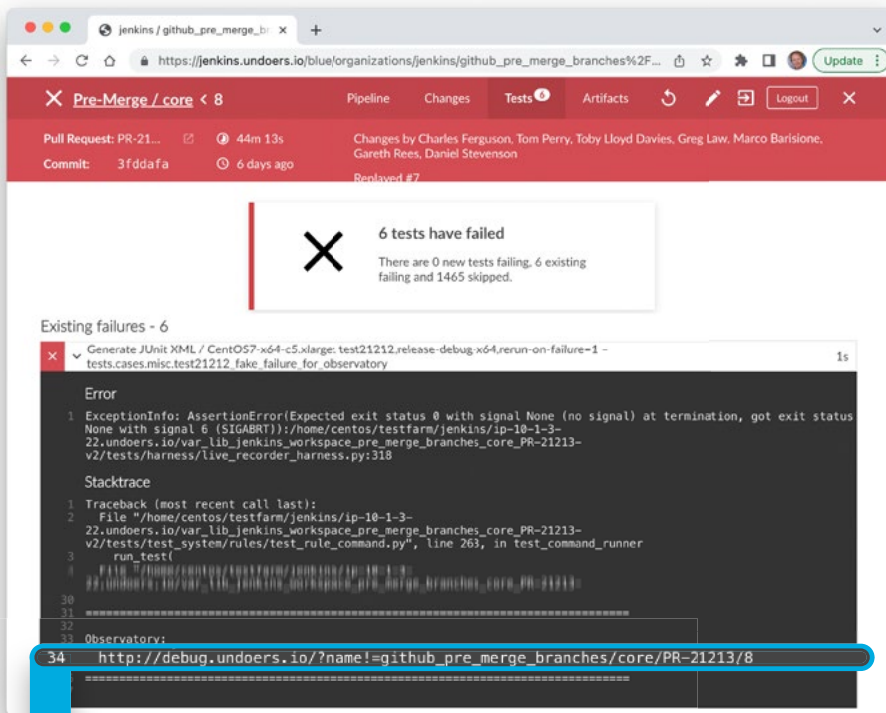 jenkins / github_pre_merge_br
https://jenkins.undoers.io/blue/organizations/jenkins/github_pre_merge_branches%2F...
Update
Pre-Merge / core < 8
Pipeline
Changes
Tests 6
Artifacts
Logout
Pull Request: PR-21...
44m 13s
Changes by Charles Ferguson, Tom Perry, Toby Lloyd Davies, Greg Law, Marco Barisione,
Gareth Rees, Daniel Stevenson
Commit: 3fddafa
6 days ago
Replayed #7
6 tests have failed
There are 0 new tests failing, 6 existing
failing and 1465 skipped.
Existing failures - 6
Generate JUnit XML / CentOS7-x64-c5.xlarge: test21212,release-debug-x64,rerun-on-failure=1 –
tests.cases.misc.test21212_fake_failure_for_observatory
1s
Error
1 ExceptionInfo: AssertionError(Expected exit status 0 with signal None (no signal) at termination, got exit status
None with signal 6 (SIGABRT)):/home/centos/testfarm/jenkins/ip-10-1-3-
22.undoers.io/var_lib_jenkins_workspace_pre_merge_branches_core_PR-21213-
v2/tests/harness/live_recorder_harness.py:318
Stacktrace
1 Traceback (most recent call last):
2 File "/home/centos/testfarm/jenkins/ip-10-1-3-
22.undoers.io/var_lib_jenkins_workspace_pre_merge_branches_core_PR-21213-
v2/tests/test_system/rules/test_rule_command.py", line 263, in test_command_runner
3 run_test(
30
31 ================================================================================
32
33 Observatory:
34 http://debug.undoers.io/?name!=github_pre_merge_branches/core/PR-21213/8
================================================================================